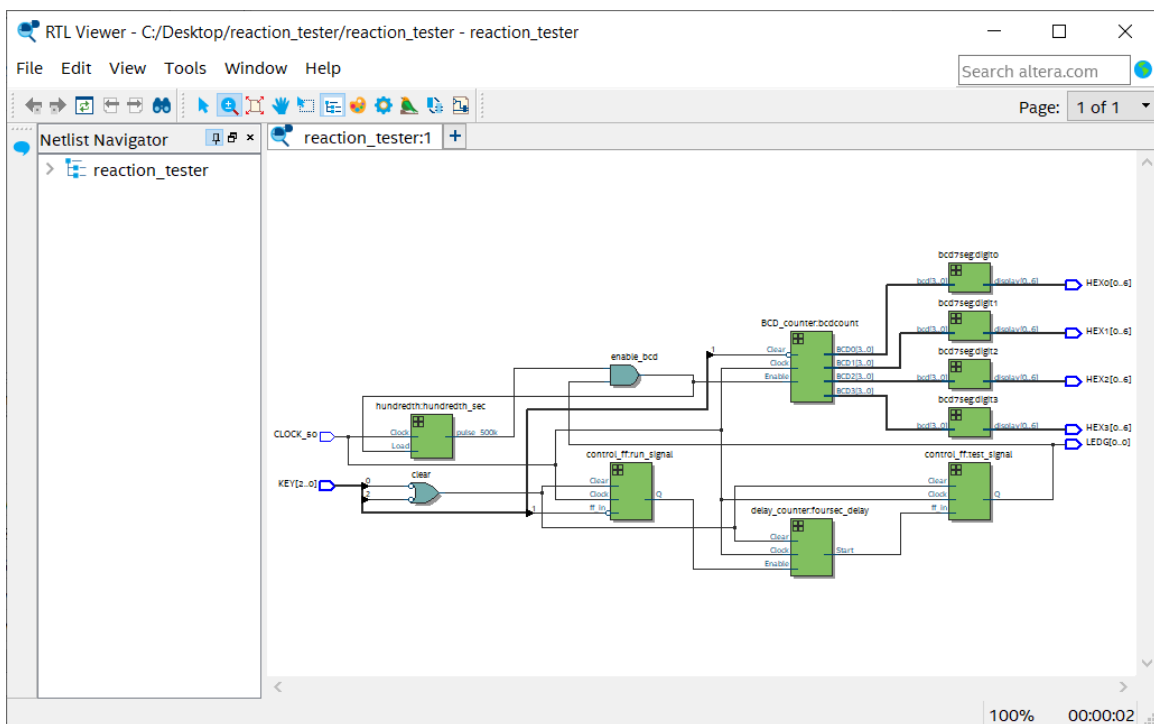 RTL Viewer - C:/Desktop/reaction_tester/reaction_tester - reaction_tester
File Edit View Tools Window Help
Search altera.com
Page: 1 of 1
Netlist Navigator
reaction_tester:1
reaction_tester
bcd7seg:digit0
bcd[3..0] display[0..6]
HEX0[0..6]
bcd7seg:digit1
bcd[3..0] display[0..6]
HEX1[0..6]
BCD_counter:bcdcount
Clear
Clock
Enable
BCD0[3..0]
BCD1[3..0]
BCD2[3..0]
BCD3[3..0]
1
bcd7seg:digit2
bcd[3..0] display[0..6]
HEX2[0..6]
enable_bcd
bcd7seg:digit3
bcd[3..0] display[0..6]
HEX3[0..6]
LEDG[0..0]
hundredth:hundredth_sec
CLOCK_50
Clock
Load
pulse_500k
KEY[2..0]
0
2
1
clear
control_ff:run_signal
Clear
Clock
ff_in
Q
control_ff:test_signal
Clear
Clock
ff_in
Q
delay_counter:foursec_delay
Clear
Clock
Enable
Start
100% 00:00:02